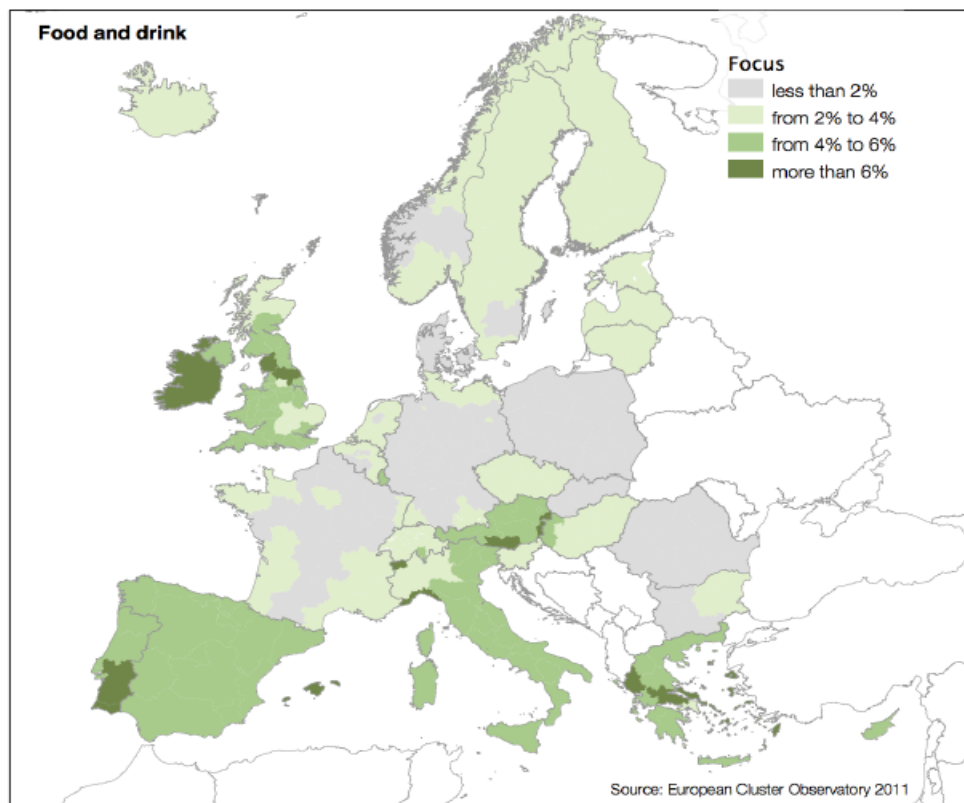 Food and drink
Focus
less than 2%
from 2% to 4%
from 4% to 6%
more than 6%
Source: European Cluster Observatory 2011